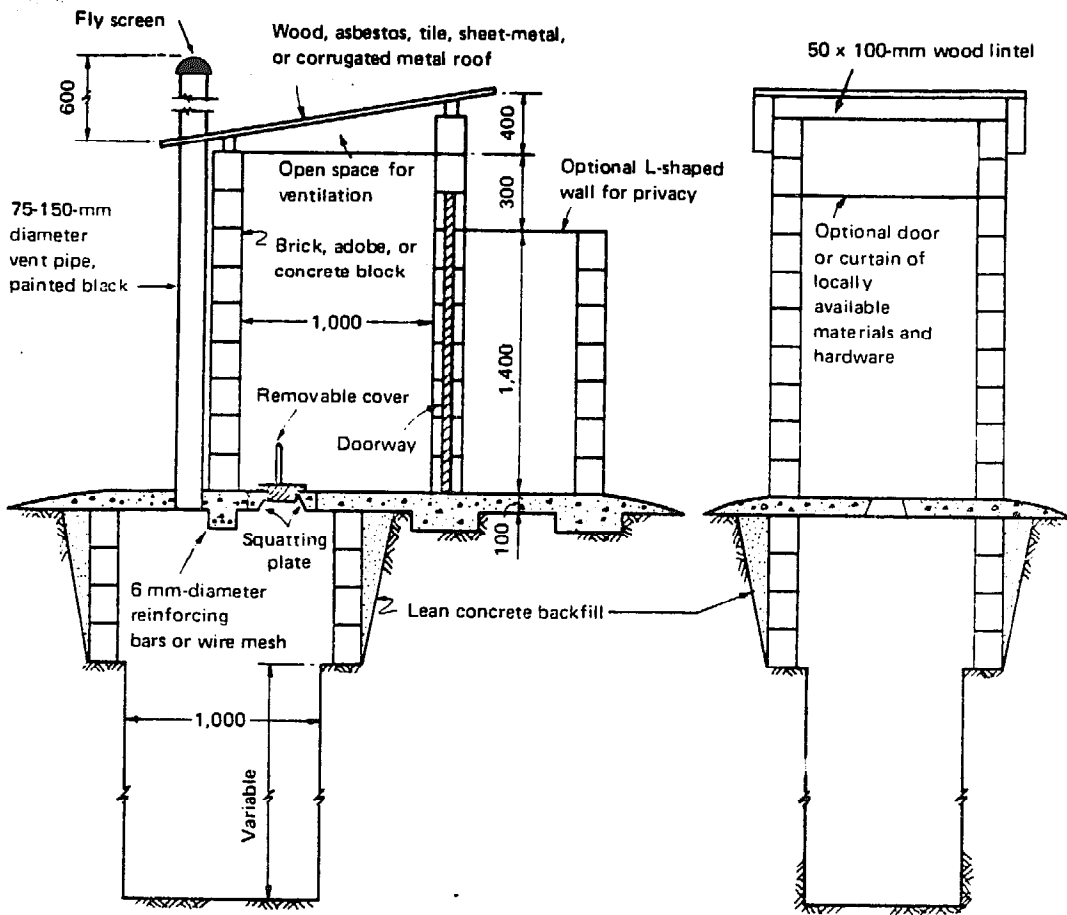 Fly screen
Wood, asbestos, tile, sheet-metal,
or corrugated metal roof
50 x 100-mm wood lintel
600
400
Open space for
ventilation
300
Optional L-shaped
wall for privacy
75-150-mm
diameter
vent pipe,
painted black
Brick, adobe, or
concrete block
Optional door
or curtain of
locally
available
materials and
hardware
1,000
1,400
Removable cover
Doorway
Squatting
plate
100
6 mm-diameter
reinforcing
bars or wire mesh
Lean concrete backfill
1,000
Variable